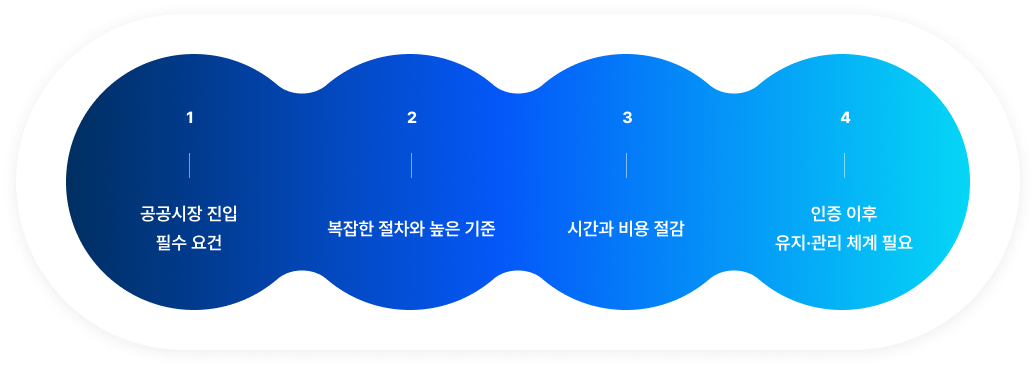 1
공공시장 진입
필수 요건
2
복잡한 절차와 높은 기준
3
시간과 비용 절감
4
인증 이후
유지·관리 체계 필요